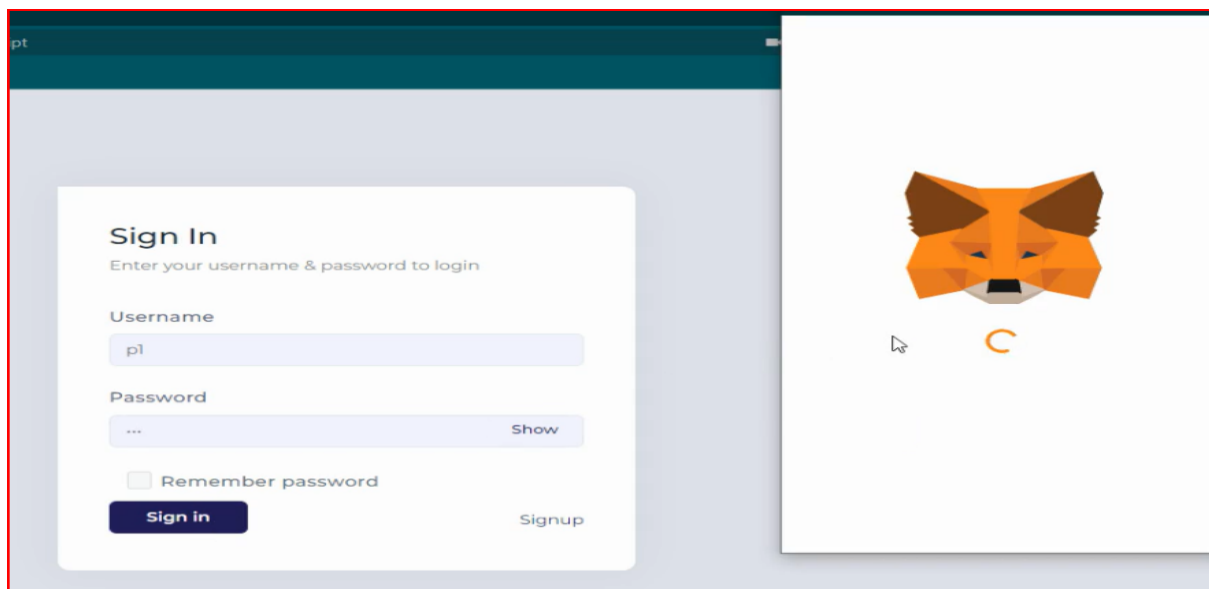 pt
Sign In
Enter your username & password to login
Username
p1
Password
...
Show
Remember password
Sign in
Signup